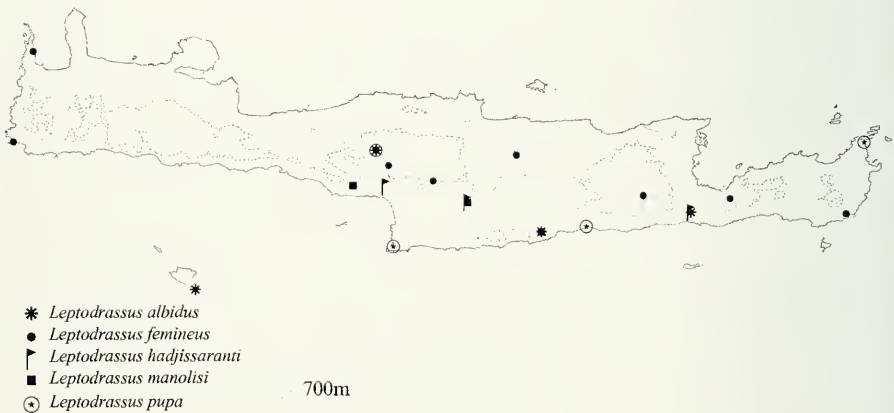 Leptodrassus albidus
Leptodrassus femineus
Leptodrassus hadjissaranti
Leptodrassus manolisi
Leptodrassus pupa
700m